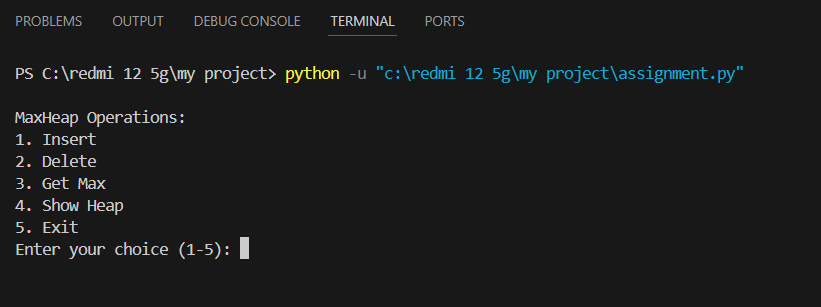 PROBLEMS OUTPUT DEBUG CONSOLE TERMINAL PORTS
PS C:\redmi 12 5g\my project> python -u "c:\redmi 12 5g\my project\assignment.py"
MaxHeap Operations:
1. Insert
2. Delete
3. Get Max
4. Show Heap
5. Exit
Enter your choice (1-5):